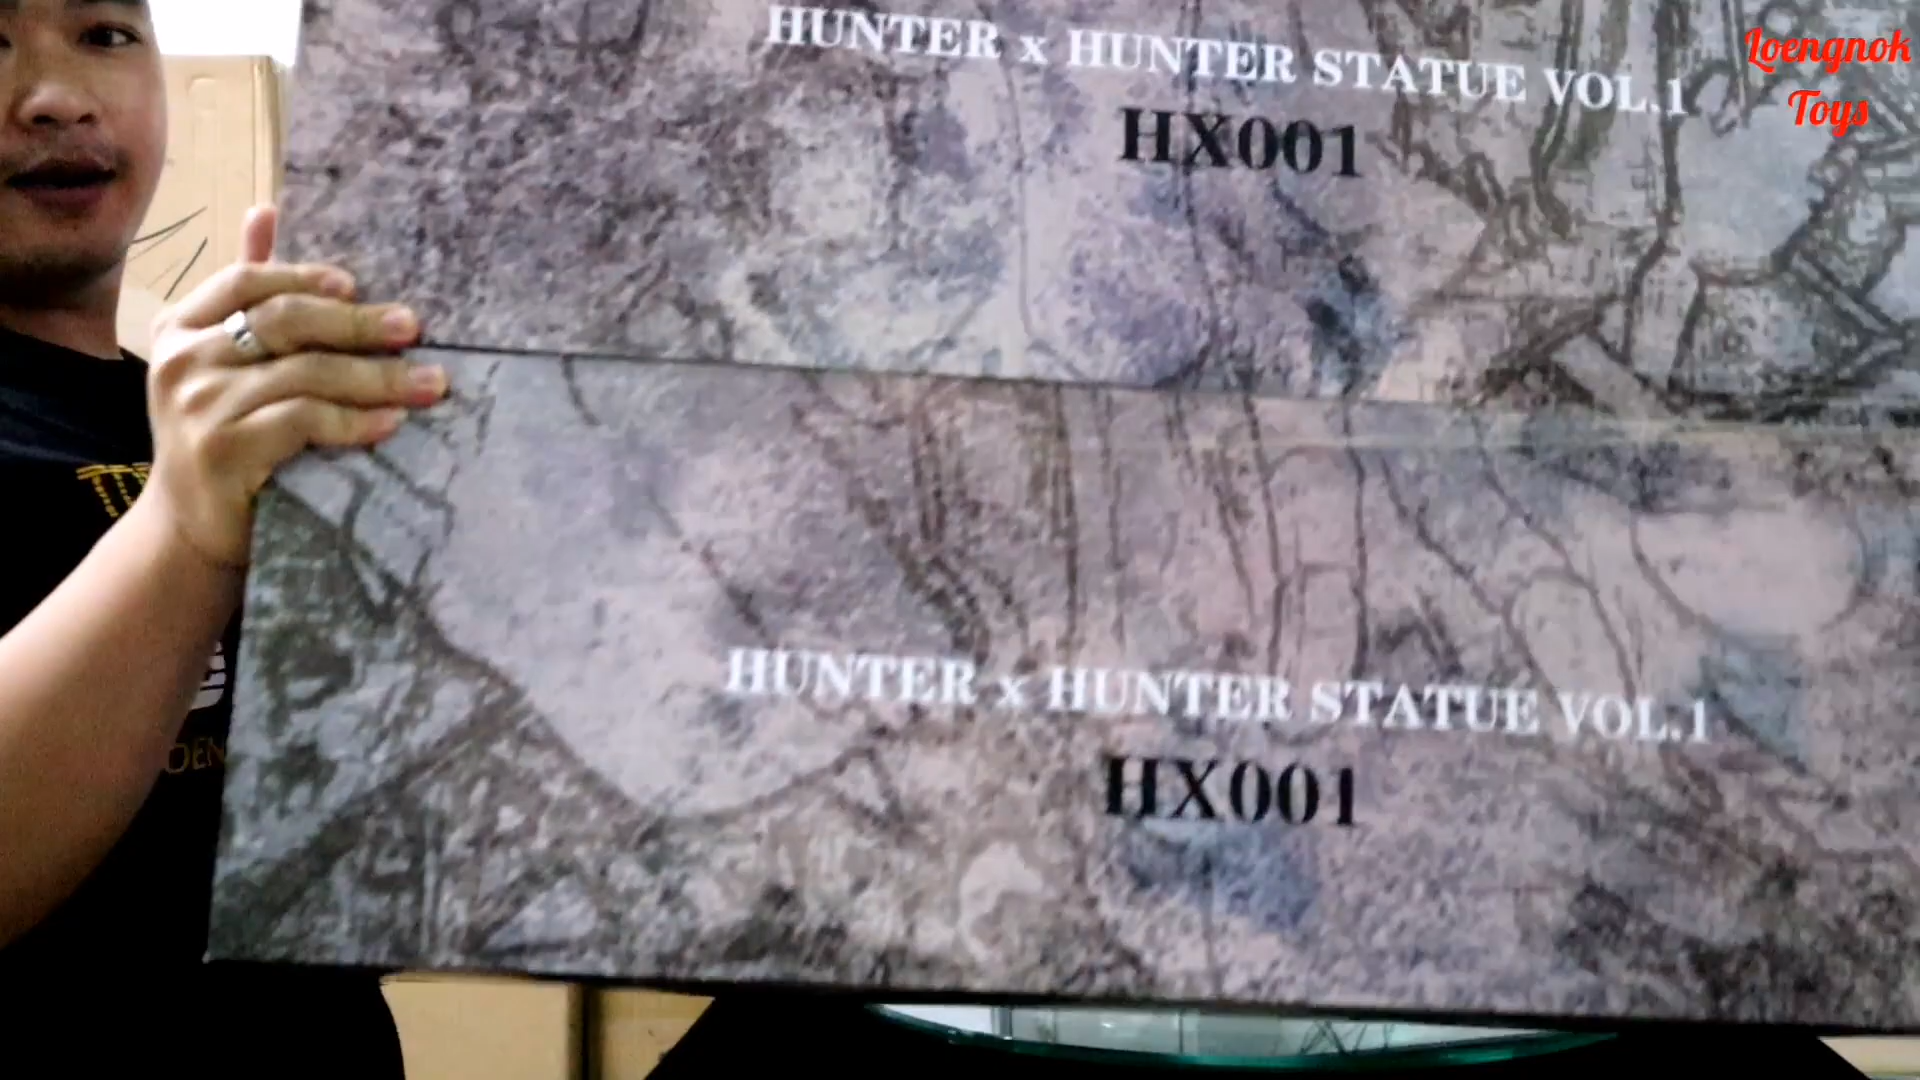 HUNTER x HUNTER STATUE VOL.1
HX001
Loengnok
Toys
HUNTER x HUNTER STATUE VOL.1
HX001